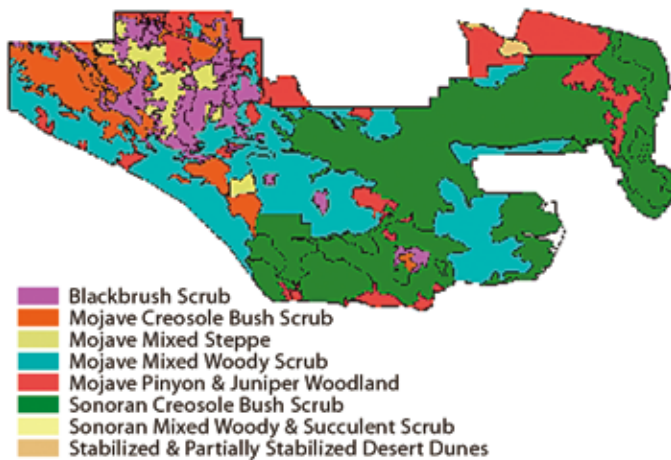 Blackbrush Scrub
Mojave Creosole Bush Scrub
Mojave Mixed Steppe
Mojave Mixed Woody Scrub
Mojave Pinyon & Juniper Woodland
Sonoran Creosole Bush Scrub
Sonoran Mixed Woody & Succulent Scrub
Stabilized & Partially Stabilized Desert Dunes